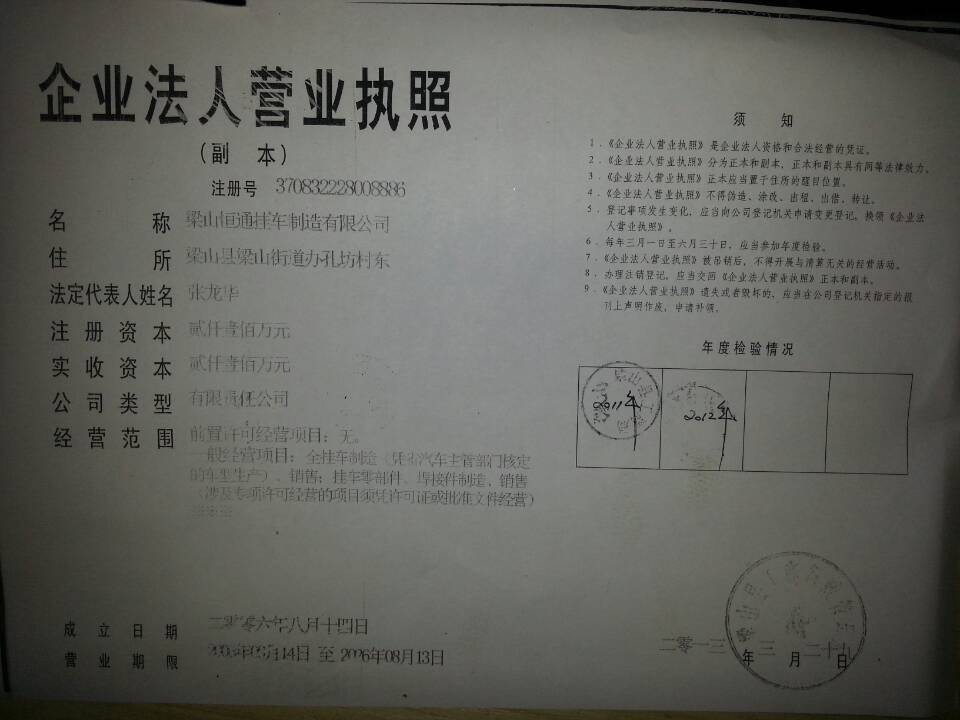 企业法人营业执照
（副 本）
注册号 370832228008886
名 称 梁山恒通挂车制造有限公司
住 所 梁山县梁山街道办孔坊村东
法定代表人姓名 张龙华
注 册 资 本 贰仟壹佰万元
实 收 资 本 贰仟壹佰万元
公 司 类 型 有限责任公司
经 营 范 围 前置许可经营项目：无。
一般经营项目：全挂车制造（凭省汽车主管部门核定
的车型生产）、销售；挂车零部件、焊接件制造、销售
（涉及专项许可经营的项目须凭许可证或批准文件经营）
※※※
成 立 日 期 二零零六年八月十四日
营 业 期 限 2006年08月14日 至 2026年08月13日
须 知
1．《企业法人营业执照》是企业法人资格和合法经营的凭证。
2．《企业法人营业执照》分为正本和副本，正本和副本具有同等法律效力。
3．《企业法人营业执照》正本应当置于住所的醒目位置。
4．《企业法人营业执照》不得伪造、涂改、出租、出借、转让。
5．登记事项发生变化，应当向公司登记机关申请变更登记，换领《企业法
人营业执照》。
6．每年三月一日至六月三十日，应当参加年度检验。
7．《企业法人营业执照》被吊销后，不得开展与清算无关的经营活动。
8．办理注销登记，应当交回《企业法人营业执照》正本和副本。
9．《企业法人营业执照》遗失或者毁坏的，应当在公司登记机关指定的报
刊上声明作废，申请补领。
年度检验情况
2011年 2012年
二零一三 年 三 月 二十九 日